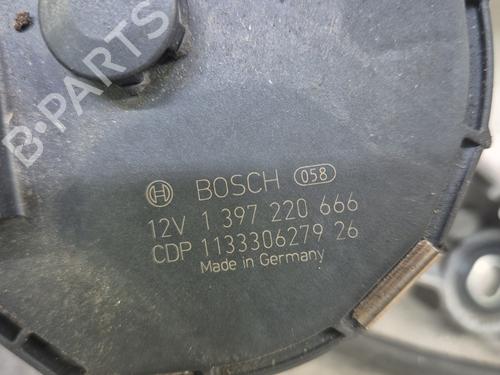 B-PARTS
BOSCH 058
12V 1 397 220 666
CDP 1133306279 26
Made in Germany